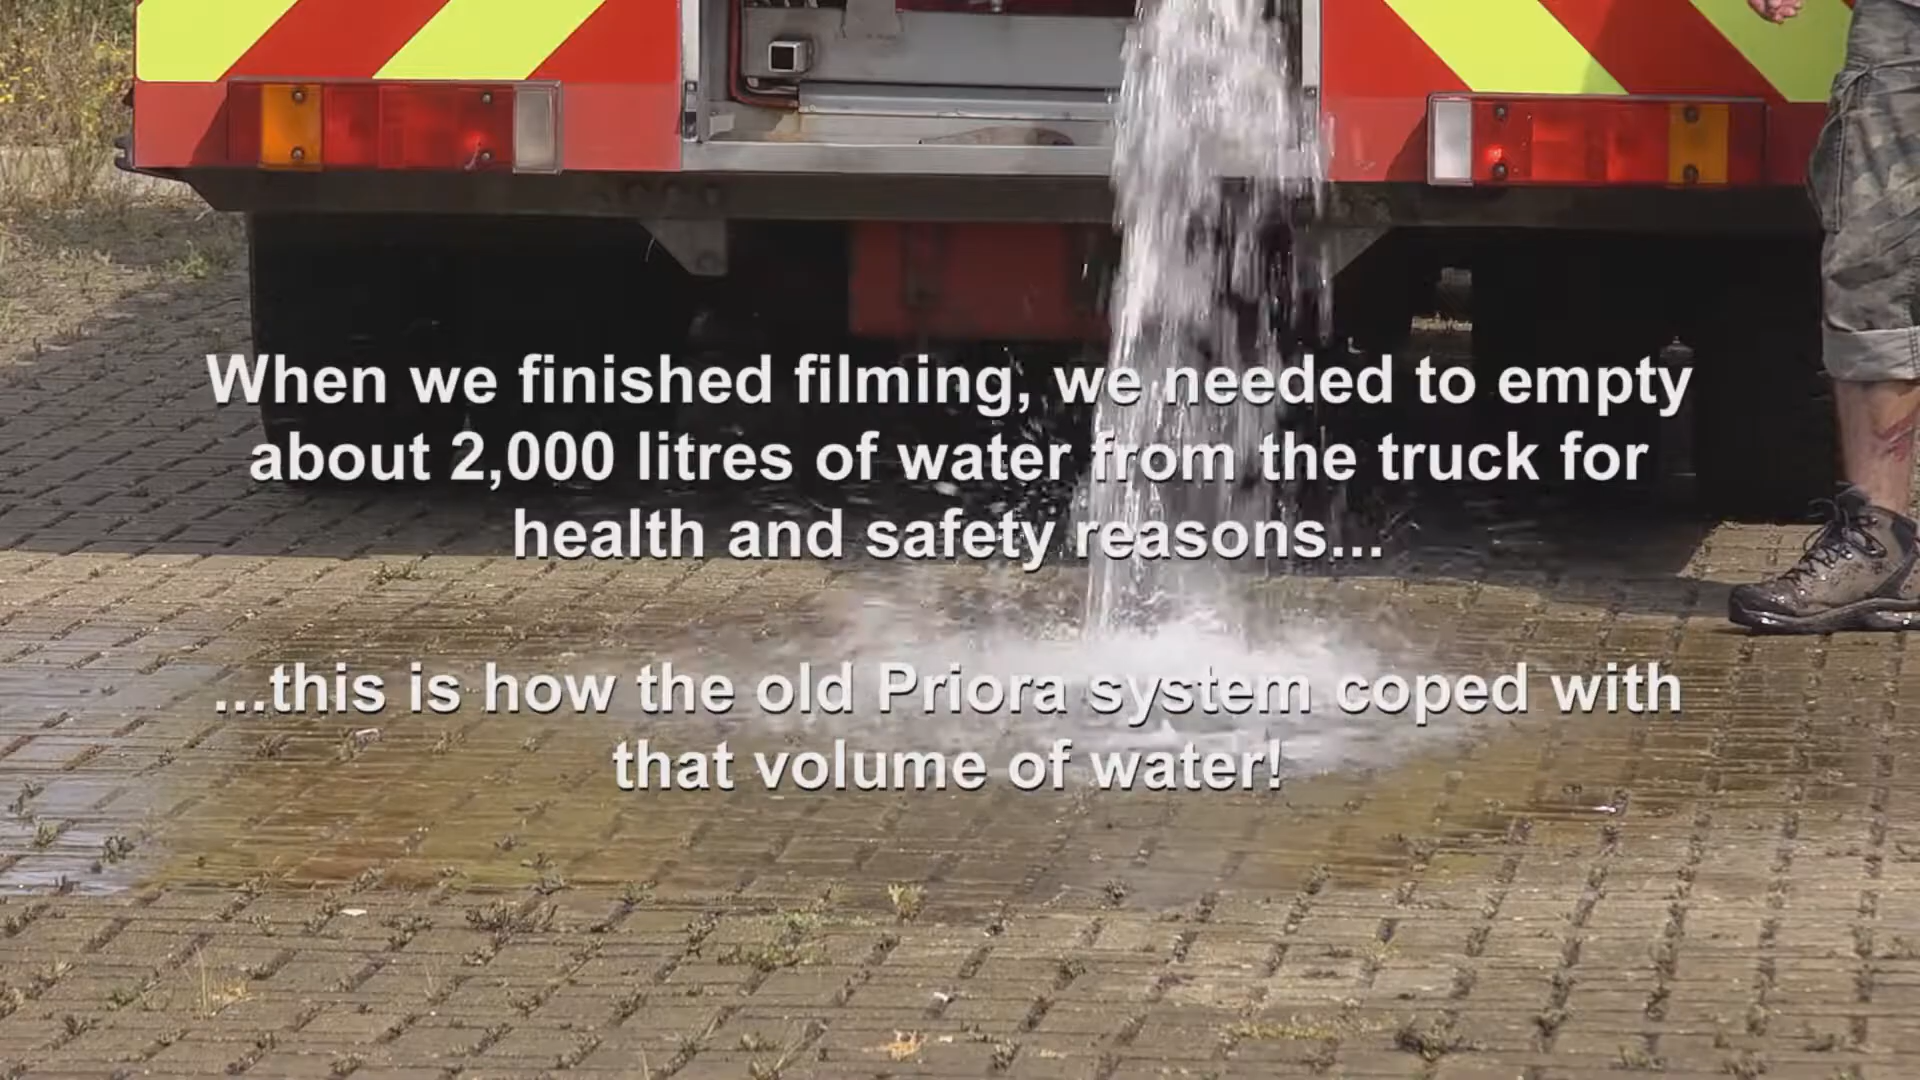 When we finished filming, we needed to empty
about 2,000 litres of water from the truck for
health and safety reasons...
...this is how the old Priora system coped with
that volume of water!